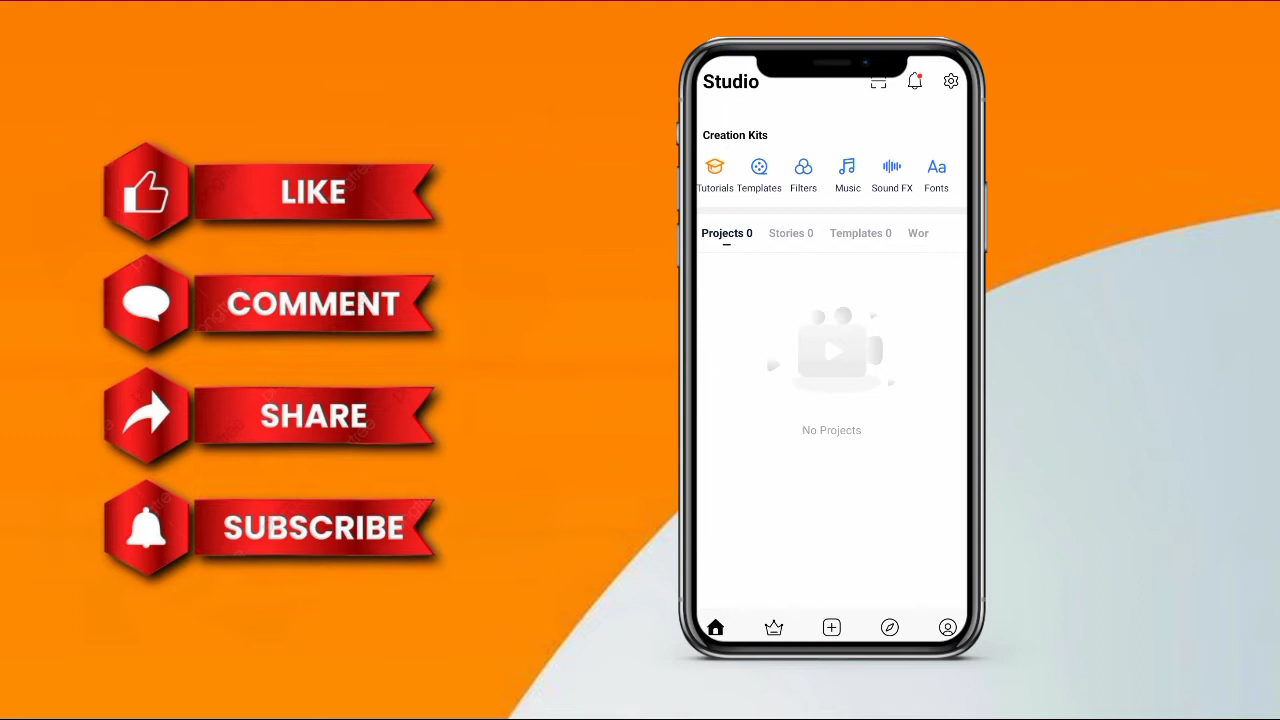 LIKE
COMMENT
SHARE
SUBSCRIBE
Studio
Creation Kits
Tutorials Templates Filters Music Sound FX Fonts
Aa
Projects 0 Stories 0 Templates 0 Wor
No Projects